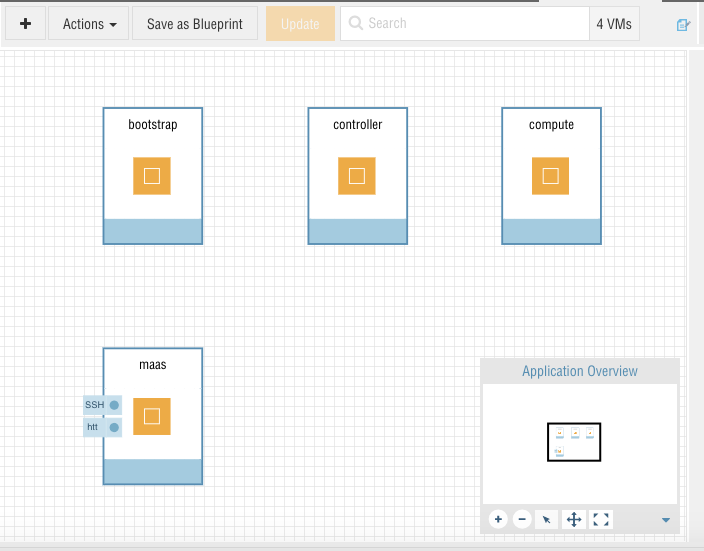 + Actions Save as Blueprint Update Search 4 VMs
bootstrap controller compute
maas
SSH
htt
Application Overview